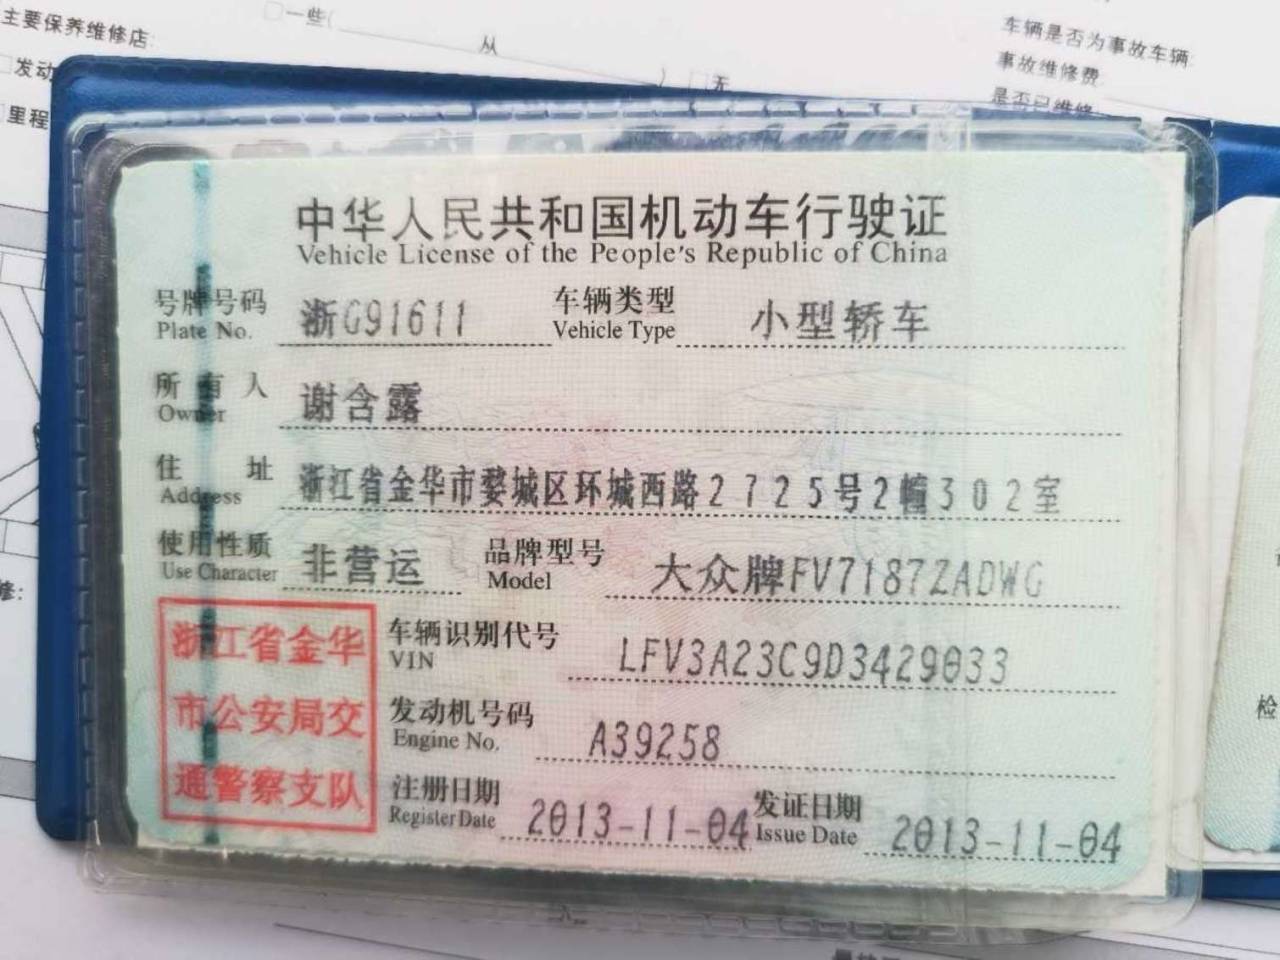 主要保养维修店:
□一些(
从
) □无
车辆是否为事故车辆:
□发动
事故维修费:
□里程
是否已维修
中华人民共和国机动车行驶证
Vehicle License of the People's Republic of China
号牌号码 浙G91611 车辆类型 小型轿车
Plate No. Vehicle Type
所有人 谢含露
Owner
住址 浙江省金华市婺城区环城西路2725号2幢302室
Address
使用性质 非营运 品牌型号 大众牌FV7187ZADWG
Use Character Model
修:
浙江省金华
市公安局交
通警察支队
车辆识别代号 LFV3A23C9D3429033
VIN
发动机号码 A39258
Engine No.
注册日期 2013-11-04 发证日期 2013-11-04
Register Date Issue Date
检